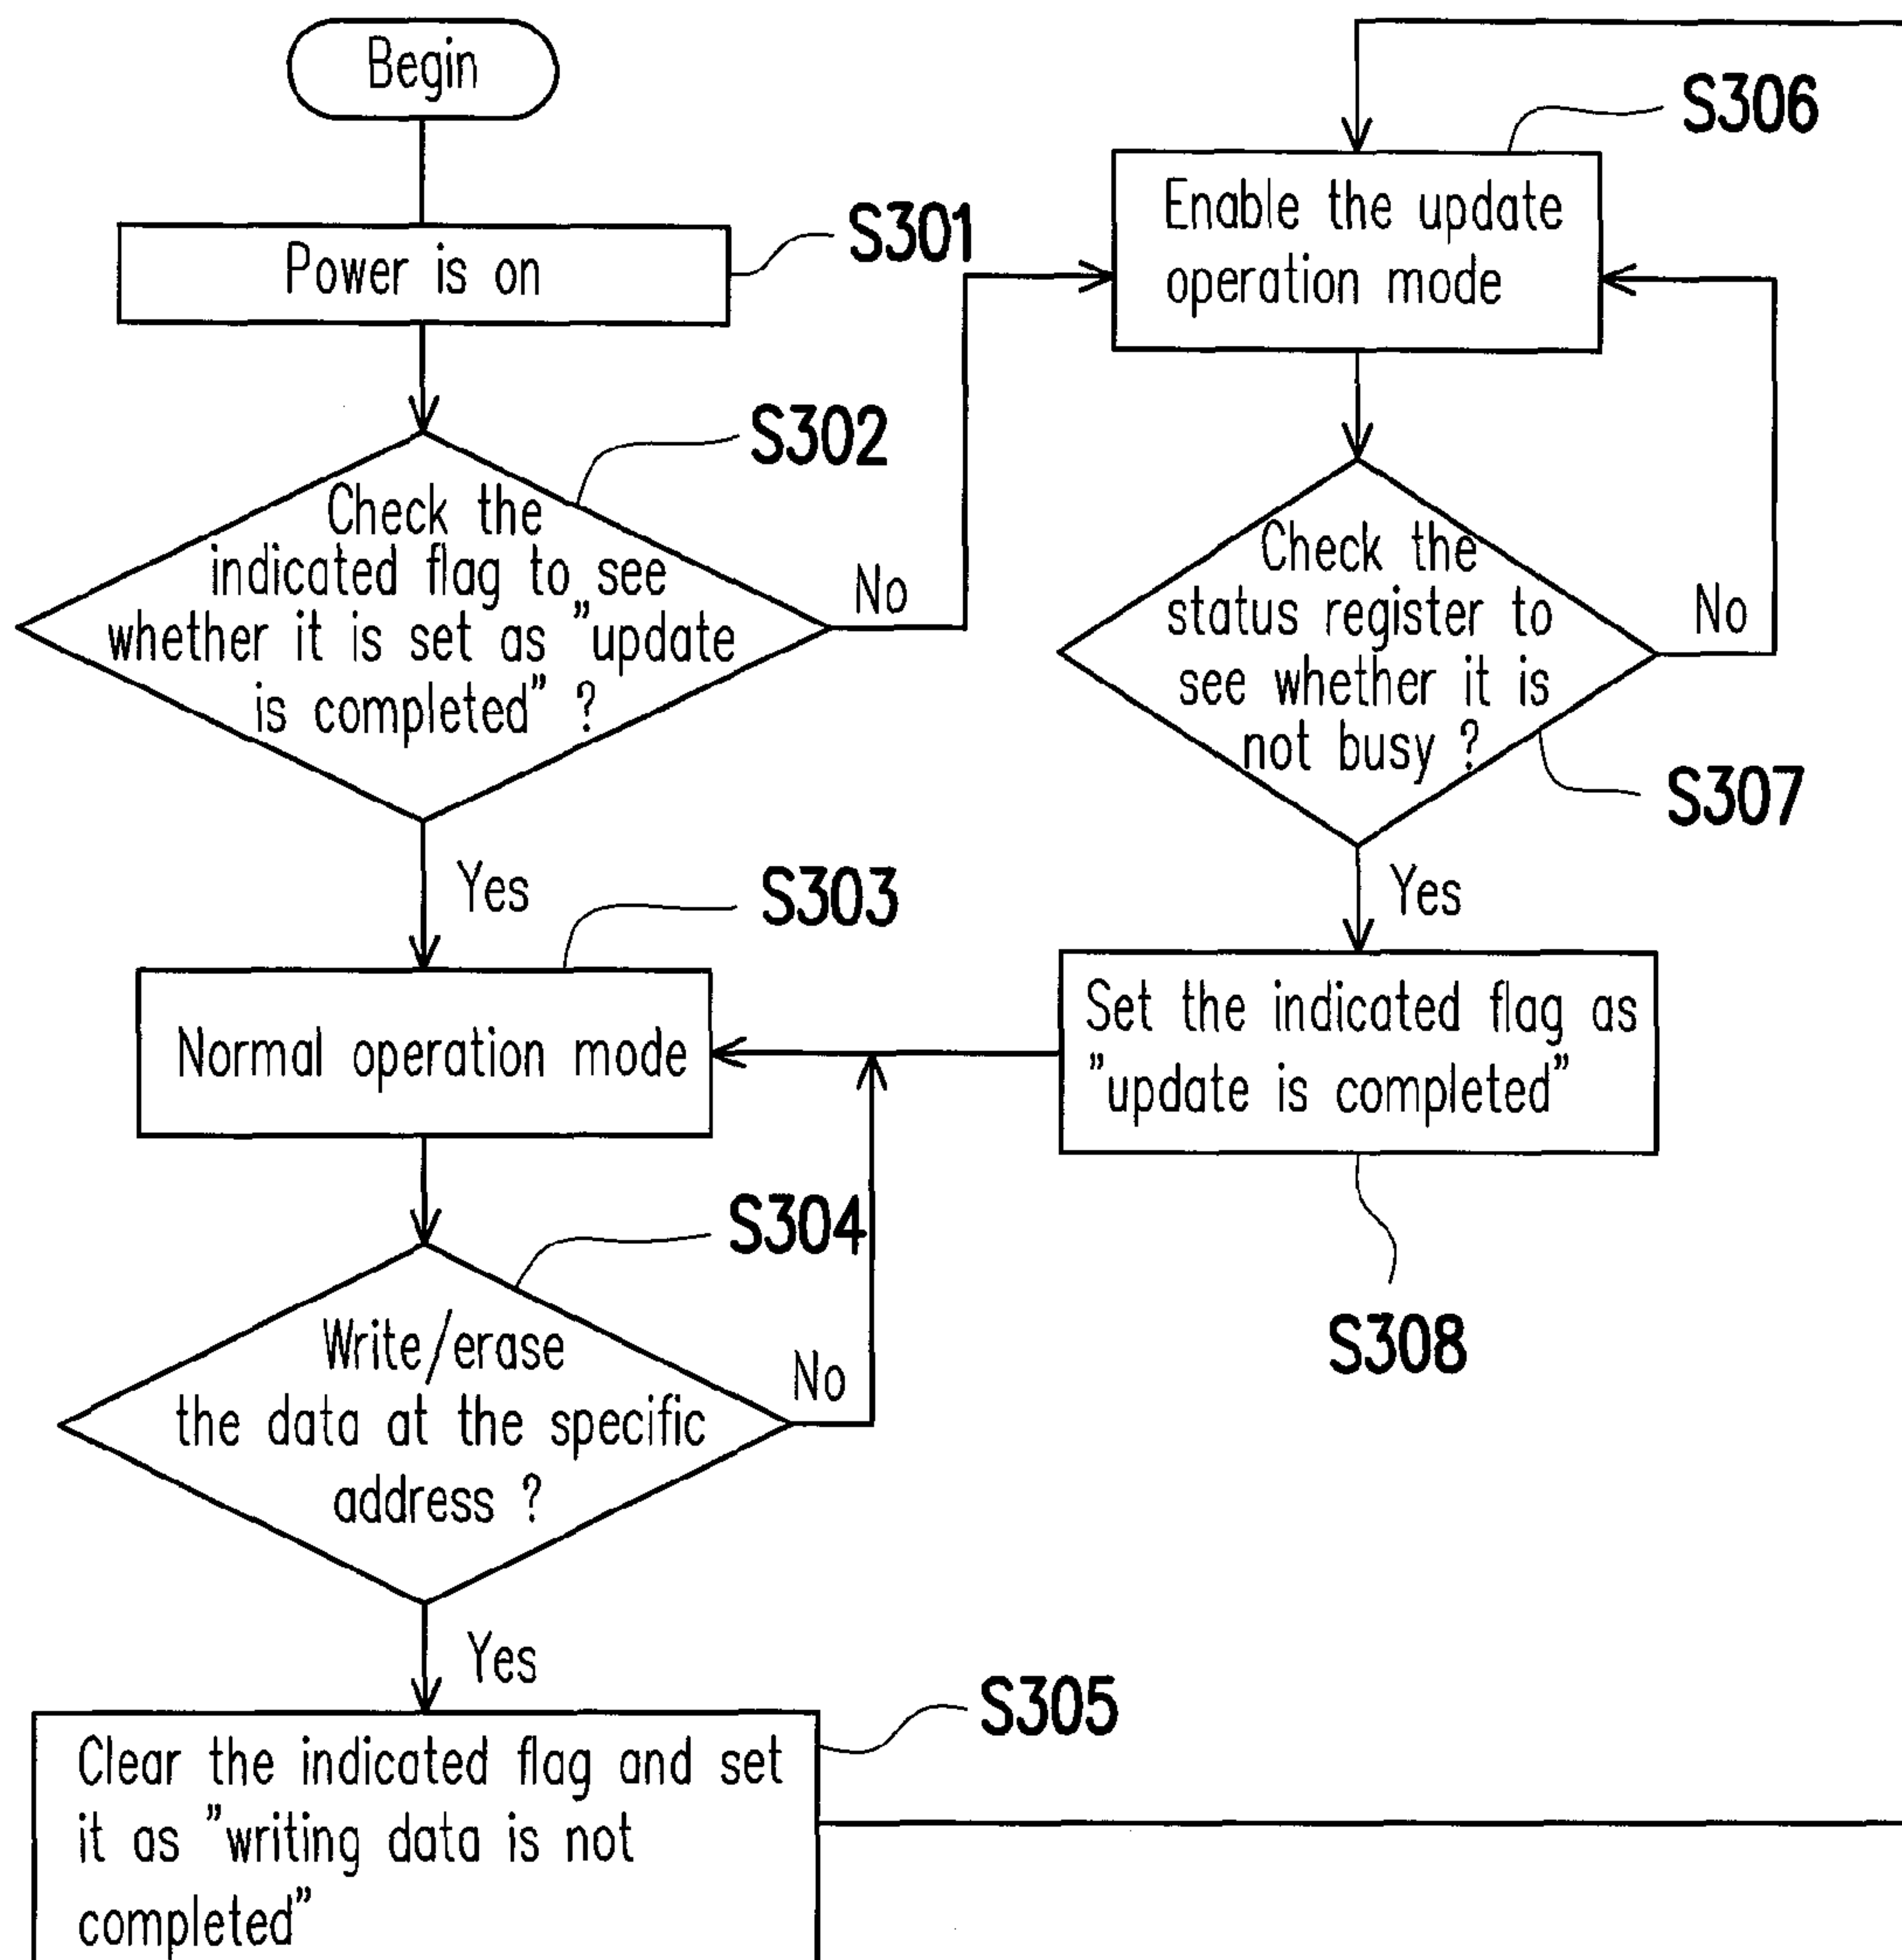 Begin
Power is on
S301
Check the
indicated flag to see
whether it is set as "update
is completed" ?
S302
No
Yes
Normal operation mode
S303
Write/erase
the data at the specific
address ?
S304
No
Yes
Clear the indicated flag and set
it as "writing data is not
completed"
S305
Enable the update
operation mode
S306
Check the
status register to
see whether it is
not busy ?
S307
No
Yes
Set the indicated flag as
"update is completed"
S308